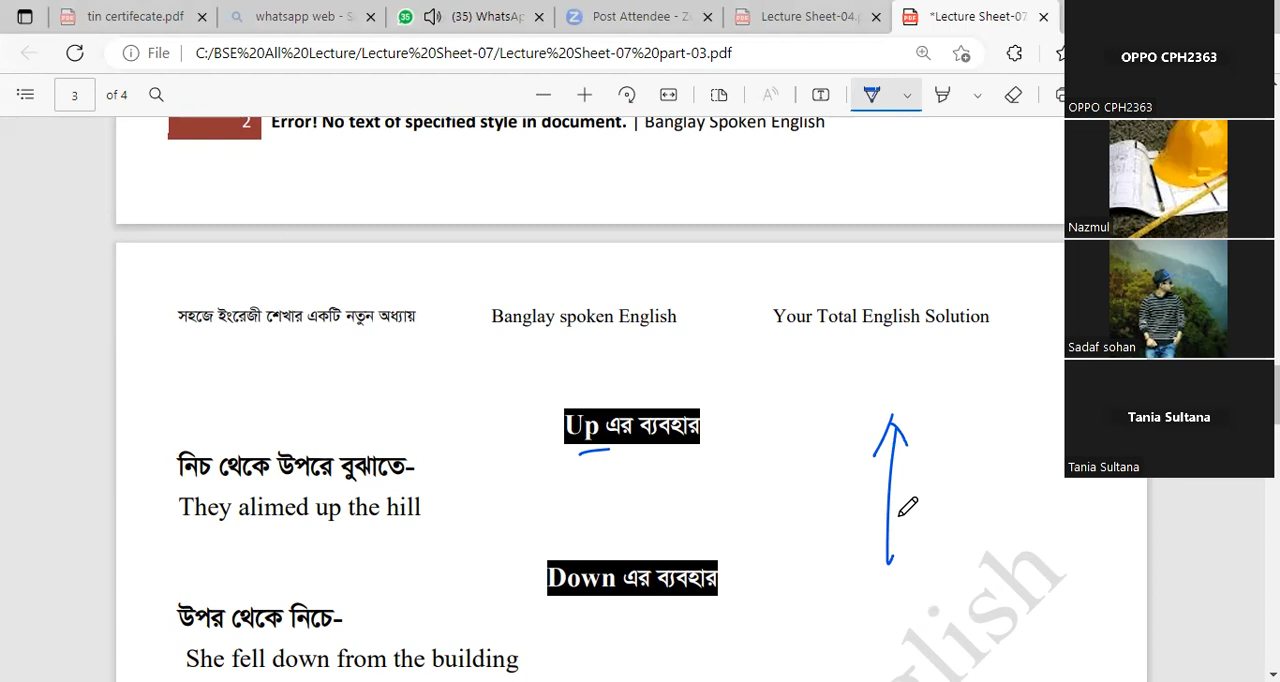 tin certifecate.pdf
whatsapp web - S
35
(35) WhatsAp
Post Attendee - Z
Lecture Sheet-04.
*Lecture Sheet-07
File
C:/BSE%20All%20Lecture/Lecture%20Sheet-07/Lecture%20Sheet-07%20part-03.pdf
3 of 4
2 Error! No text of specified style in document. | Banglay Spoken English
সহজে ইংরেজী শেখার একটি নতুন অধ্যায় Banglay spoken English Your Total English Solution
Up এর ব্যবহার
নিচ থেকে উপরে বুঝাতে-
They alimed up the hill
Down এর ব্যবহার
উপর থেকে নিচে-
She fell down from the building
glish
OPPO CPH2363
OPPO CPH2363
Nazmul
Sadaf sohan
Tania Sultana
Tania Sultana